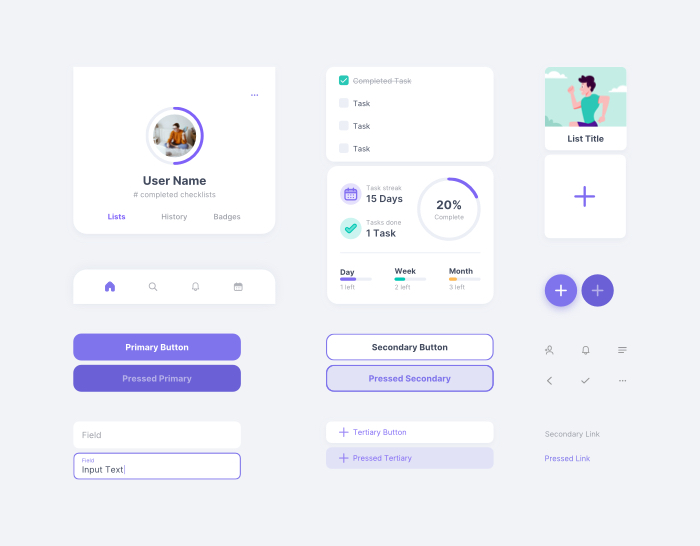 User Name
# completed checklists
Lists
History
Badges
Completed Task
Task
Task
Task
Task streak
15 Days
Tasks done
1 Task
20%
Complete
Day
1 left
Week
2 left
Month
3 left
List Title
Primary Button
Pressed Primary
Secondary Button
Pressed Secondary
Field
Field
Input Text
Tertiary Button
Pressed Tertiary
Secondary Link
Pressed Link